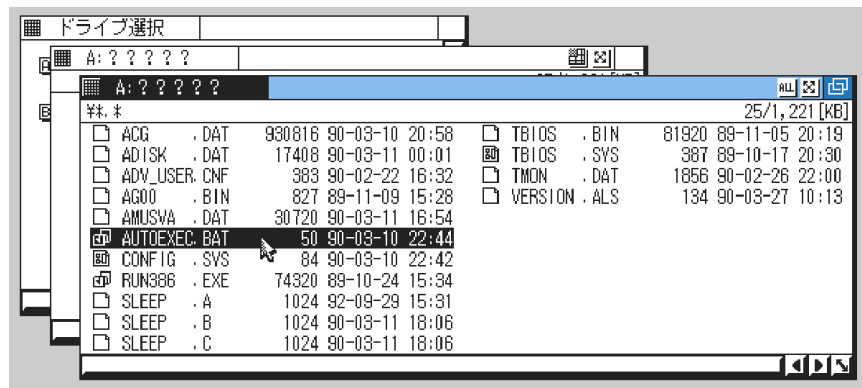 ドライブ選択
A:?????
A:????? ALL
¥*.* 25/1,221[KB]
ACG .DAT 930816 90-03-10 20:58 TBIOS .BIN 81920 89-11-05 20:19
ADISK .DAT 17408 90-03-11 00:01 TBIOS .SYS 387 89-10-17 20:30
ADV_USER.CNF 383 90-02-22 16:32 TMON .DAT 1856 90-02-26 22:00
AG00 .BIN 827 89-11-09 15:28 VERSION .ALS 134 90-03-27 10:13
AMUSVA .DAT 30720 90-03-11 16:54
AUTOEXEC.BAT 50 90-03-10 22:44
CONFIG .SYS 84 90-03-10 22:42
RUN386 .EXE 74320 89-10-24 15:34
SLEEP .A 1024 92-09-29 15:31
SLEEP .B 1024 90-03-11 18:06
SLEEP .C 1024 90-03-11 18:06